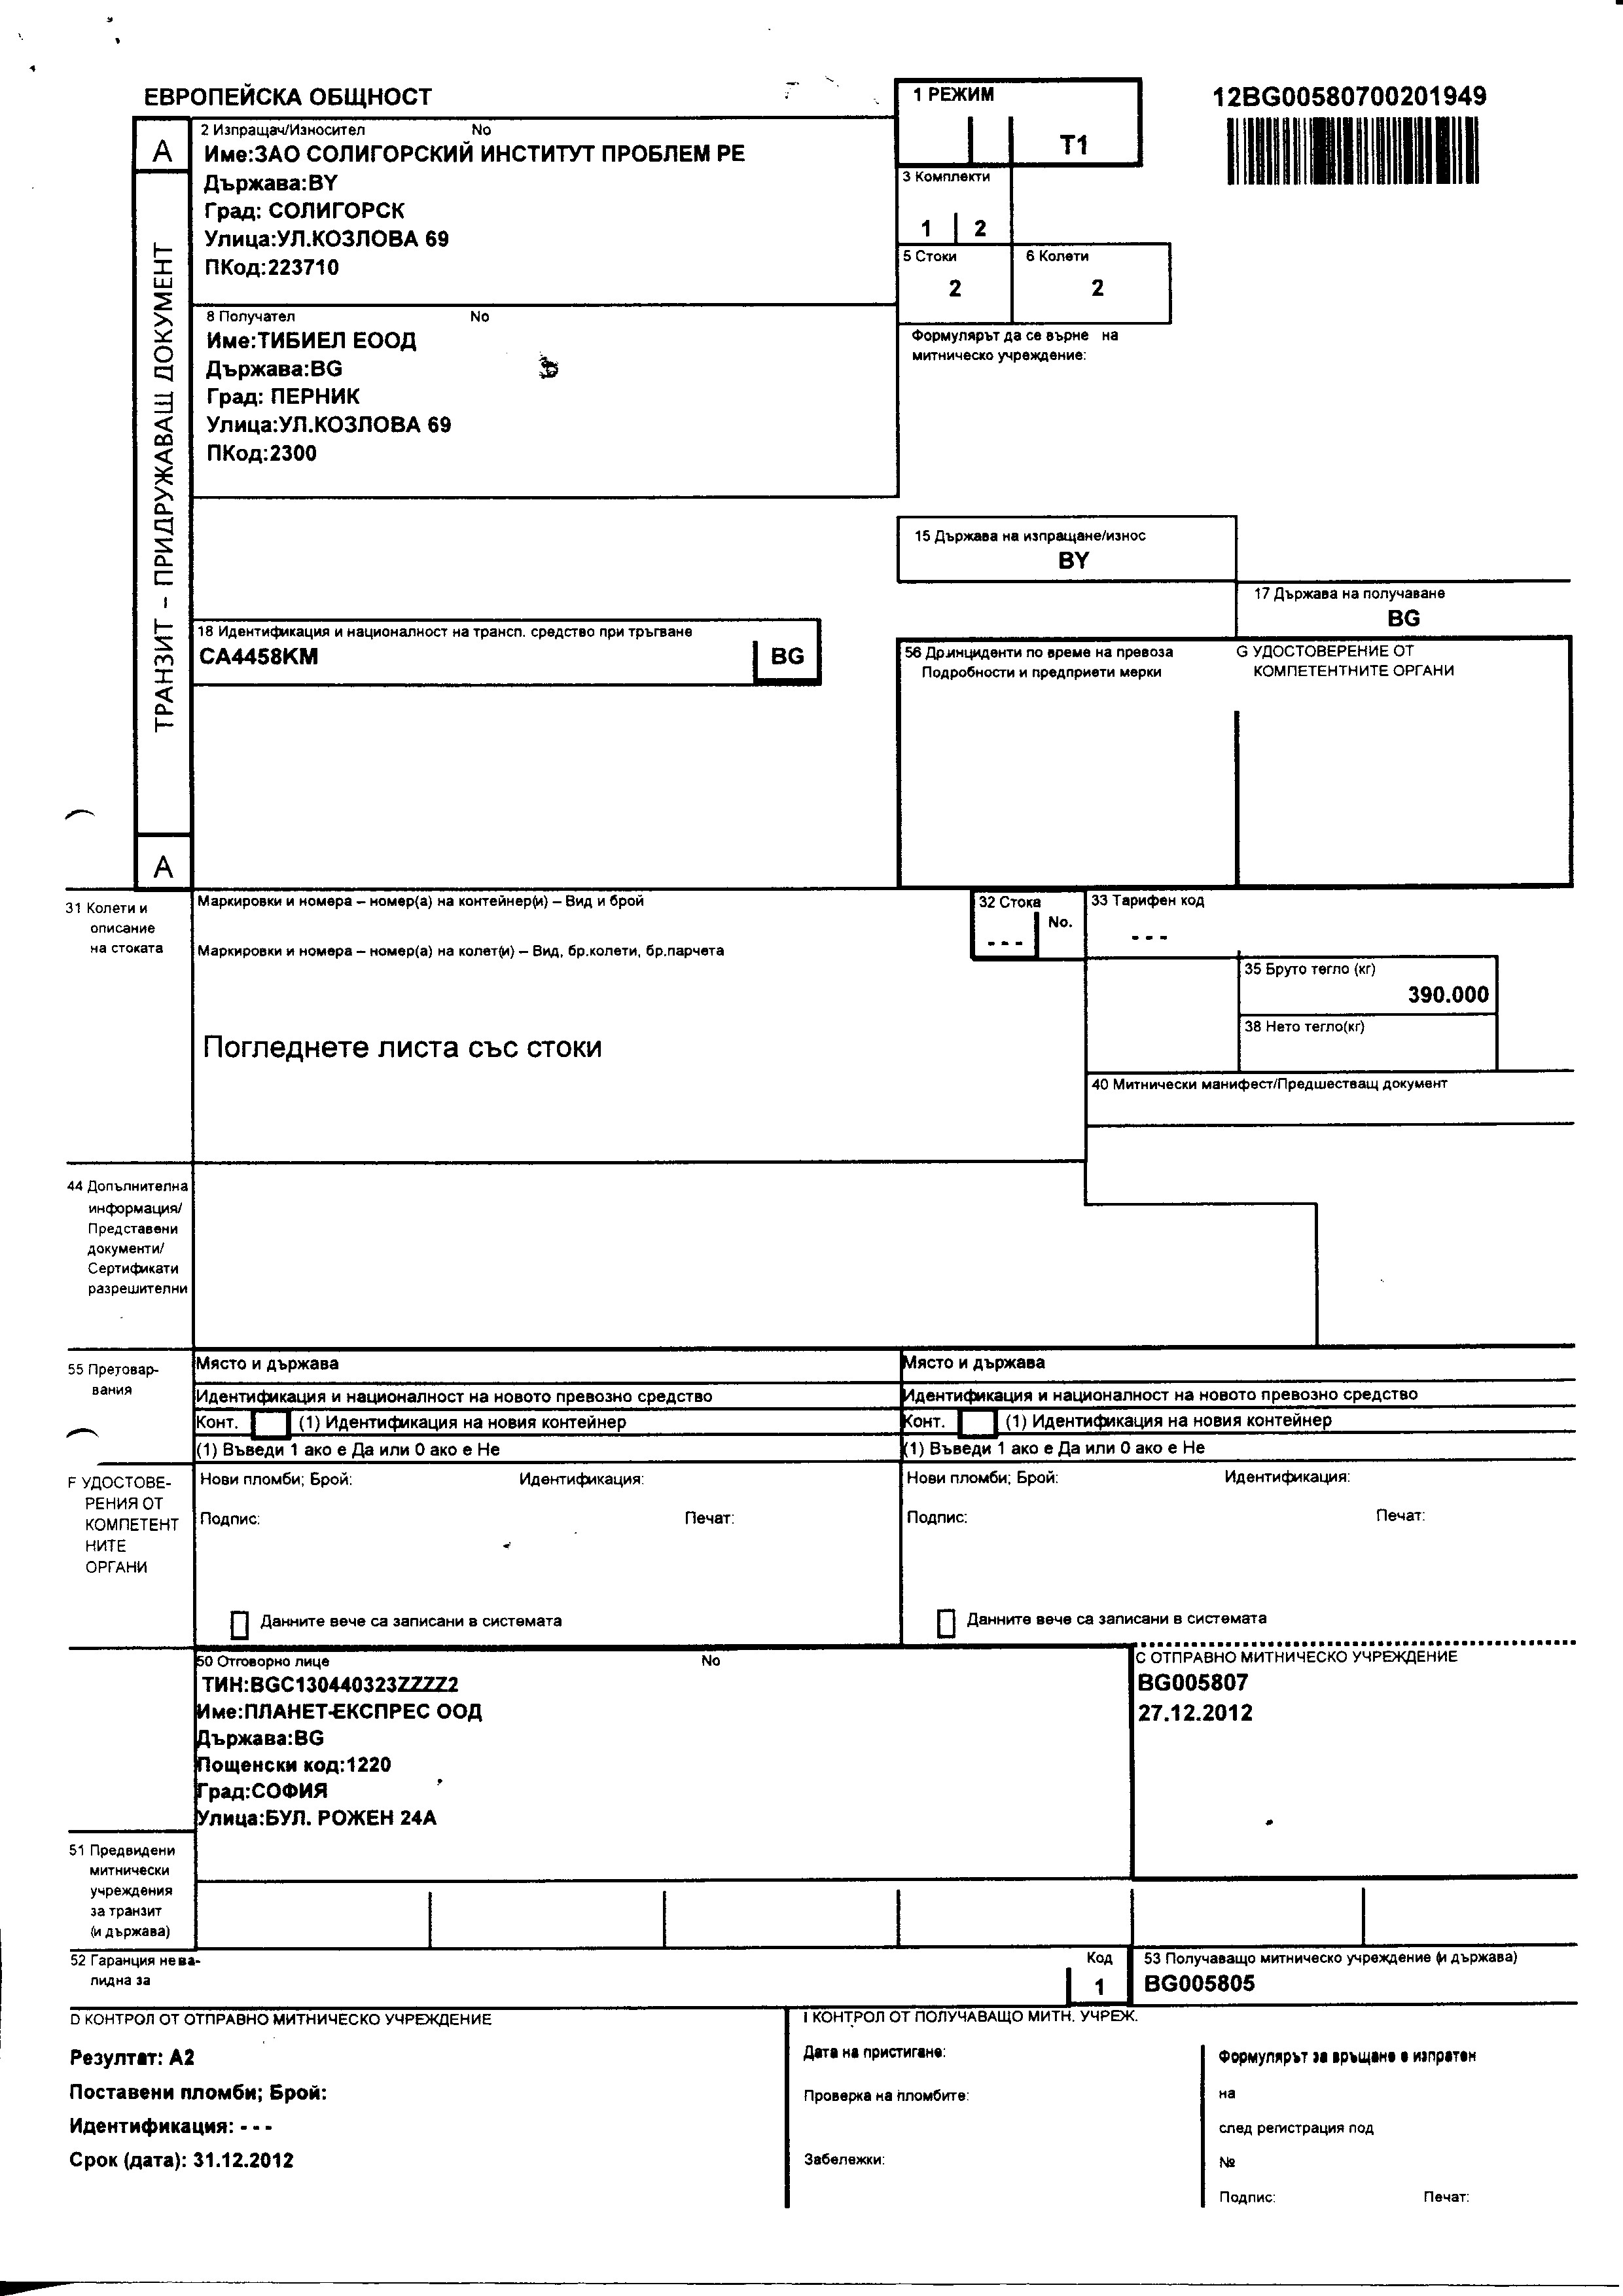 ЕВРОПЕЙСКА ОБЩНОСТ
1 РЕЖИМ
T1
12BG00580700201949
A
ТРАНЗИТ – ПРИДРУЖАВАЩ ДОКУМЕНТ
A
2 Изпращач/Износител No
Име:ЗАО СОЛИГОРСКИЙ ИНСТИТУТ ПРОБЛЕМ РЕ
Държава:BY
Град: СОЛИГОРСК
Улица:УЛ.КОЗЛОВА 69
ПКод:223710
3 Комплекти
1 2
5 Стоки
2
6 Колети
2
8 Получател No
Име:ТИБИЕЛ ЕООД
Държава:BG
Град: ПЕРНИК
Улица:УЛ.КОЗЛОВА 69
ПКод:2300
Формулярът да се върне на
митническо учреждение:
15 Държава на изпращане/износ
BY
17 Държава на получаване
BG
18 Идентификация и националност на трансп. средство при тръгване
CA4458KM
BG
56 Др.инциденти по време на превоза
Подробности и предприети мерки
G УДОСТОВЕРЕНИЕ ОТ
КОМПЕТЕНТНИТЕ ОРГАНИ
31 Колети и
описание
на стоката
Маркировки и номера – номер(а) на контейнер(и) – Вид и брой
Маркировки и номера – номер(а) на колет(и) – Вид, бр.колети, бр.парчета
Погледнете листа със стоки
32 Стока
- - - No.
33 Тарифен код
- - -
35 Бруто тегло (кг)
390.000
38 Нето тегло(кг)
40 Митнически манифест/Предшестващ документ
44 Допълнителна
информация/
Представени
документи/
Сертификати
разрешителни
55 Претовар-
вания
Място и държава
Идентификация и националност на новото превозно средство
Конт. (1) Идентификация на новия контейнер
(1) Въведи 1 ако е Да или 0 ако е Не
Място и държава
Идентификация и националност на новото превозно средство
Конт. (1) Идентификация на новия контейнер
(1) Въведи 1 ако е Да или 0 ако е Не
F УДОСТОВЕ-
РЕНИЯ ОТ
КОМПЕТЕНТ
НИТЕ
ОРГАНИ
Нови пломби; Брой: Идентификация:
Подпис: Печат:
Данните вече са записани в системата
Нови пломби; Брой: Идентификация:
Подпис: Печат:
Данните вече са записани в системата
50 Отговорно лице No
ТИН:BGC130440323ZZZZ2
Име:ПЛАНЕТ-ЕКСПРЕС ООД
Държава:BG
Пощенски код:1220
Град:СОФИЯ
Улица:БУЛ. РОЖЕН 24А
C ОТПРАВНО МИТНИЧЕСКО УЧРЕЖДЕНИЕ
BG005807
27.12.2012
51 Предвидени
митнически
учреждения
за транзит
(и държава)
52 Гаранция нева-
лидна за
Код
1
53 Получаващо митническо учреждение (и държава)
BG005805
D КОНТРОЛ ОТ ОТПРАВНО МИТНИЧЕСКО УЧРЕЖДЕНИЕ
Резултат: A2
Поставени пломби; Брой:
Идентификация: - - -
Срок (дата): 31.12.2012
I КОНТРОЛ ОТ ПОЛУЧАВАЩО МИТН. УЧРЕЖ.
Дата на пристигане:
Проверка на пломбите:
Забележки:
Формулярът за връщане е изпратен
на
след регистрация под
№
Подпис: Печат: